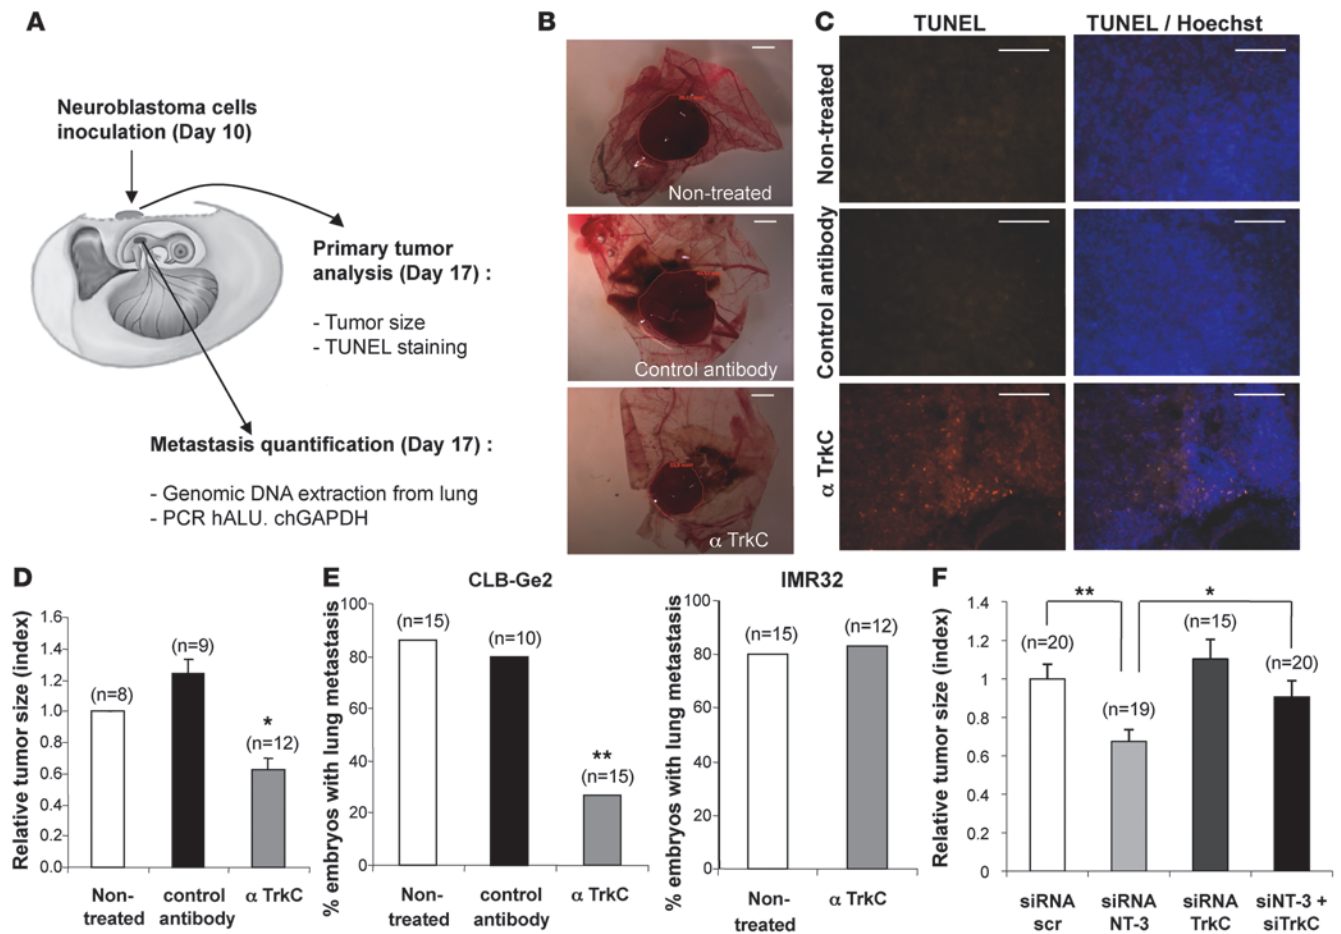 A
Neuroblastoma cells
inoculation (Day 10)
Primary tumor
analysis (Day 17) :
- Tumor size
- TUNEL staining
Metastasis quantification (Day 17) :
- Genomic DNA extraction from lung
- PCR hALU. chGAPDH
B
Non-treated
Control antibody
α TrkC
C
TUNEL
TUNEL / Hoechst
Non-treated
Control antibody
α TrkC
D
Relative tumor size (index)
1.6
1.4
1.2
1.0
0.8
0.6
0.4
0.2
0.0
(n=8)
(n=9)
*
(n=12)
Non-
treated
control
antibody
α TrkC
E
CLB-Ge2
% embryos with lung metastasis
100
80
60
40
20
0
(n=15)
(n=10)
**
(n=15)
Non-
treated
control
antibody
α TrkC
IMR32
% embryos with lung metastasis
100
80
60
40
20
0
(n=15)
(n=12)
Non-
treated
α TrkC
F
Relative tumor size (index)
1.4
1.2
1
0.8
0.6
0.4
0.2
0
**
*
(n=20)
(n=19)
(n=15)
(n=20)
siRNA
scr
siRNA
NT-3
siRNA
TrkC
siNT-3 +
siTrkC